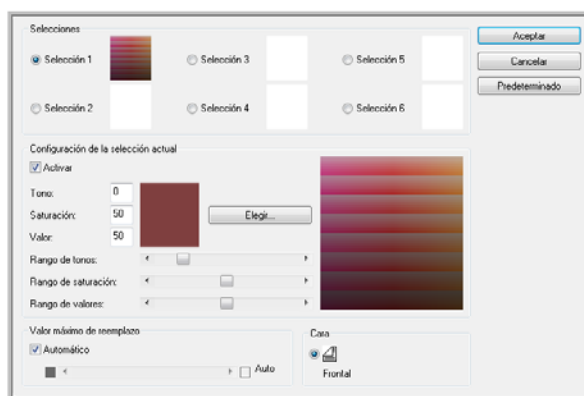 Selecciones
Selección 1
Selección 3
Selección 5
Selección 2
Selección 4
Selección 6
Aceptar
Cancelar
Predeterminado
Configuración de la selección actual
Activar
Tono: 0
Saturación: 50
Valor: 50
Elegir...
Rango de tonos:
Rango de saturación:
Rango de valores:
Valor máximo de reemplazo
Automático
Auto
Cara
Frontal